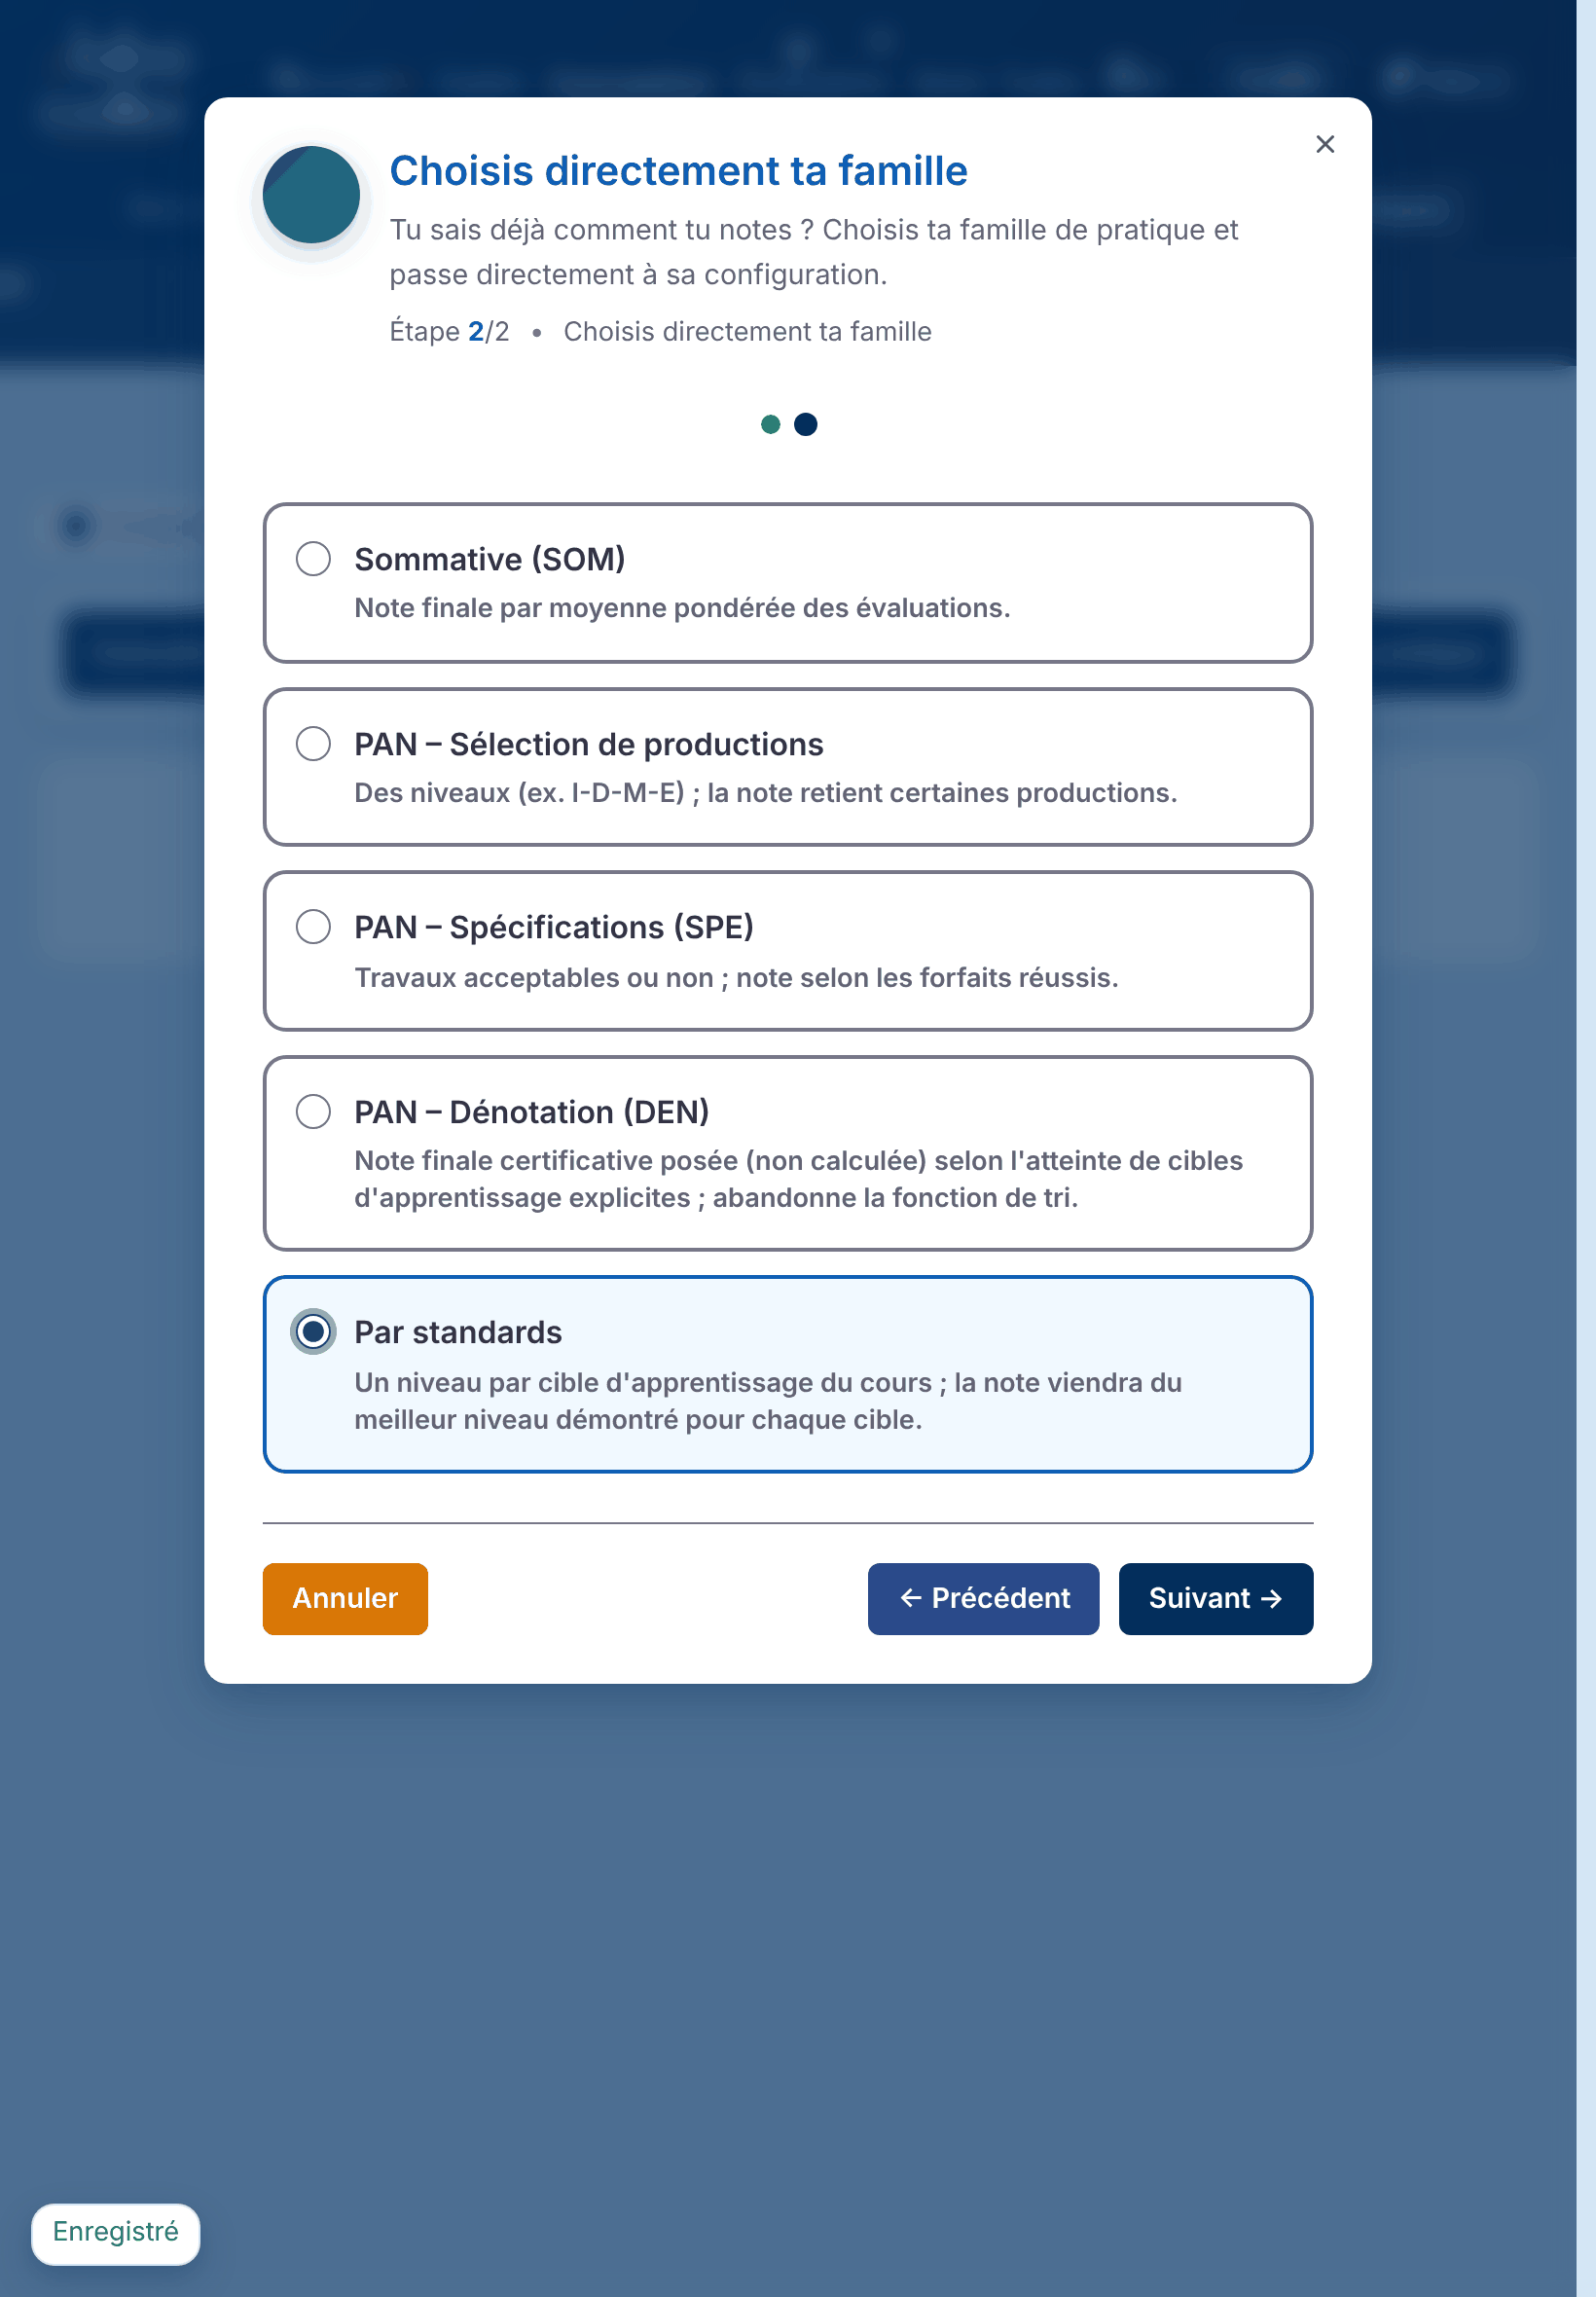 Choisis directement ta famille
Tu sais déjà comment tu notes ? Choisis ta famille de pratique et
passe directement à sa configuration.
Étape 2/2 • Choisis directement ta famille
×
Sommative (SOM)
Note finale par moyenne pondérée des évaluations.
PAN – Sélection de productions
Des niveaux (ex. I-D-M-E) ; la note retient certaines productions.
PAN – Spécifications (SPE)
Travaux acceptables ou non ; note selon les forfaits réussis.
PAN – Dénotation (DEN)
Note finale certificative posée (non calculée) selon l'atteinte de cibles
d'apprentissage explicites ; abandonne la fonction de tri.
Par standards
Un niveau par cible d'apprentissage du cours ; la note viendra du
meilleur niveau démontré pour chaque cible.
Annuler
← Précédent
Suivant →
Enregistré